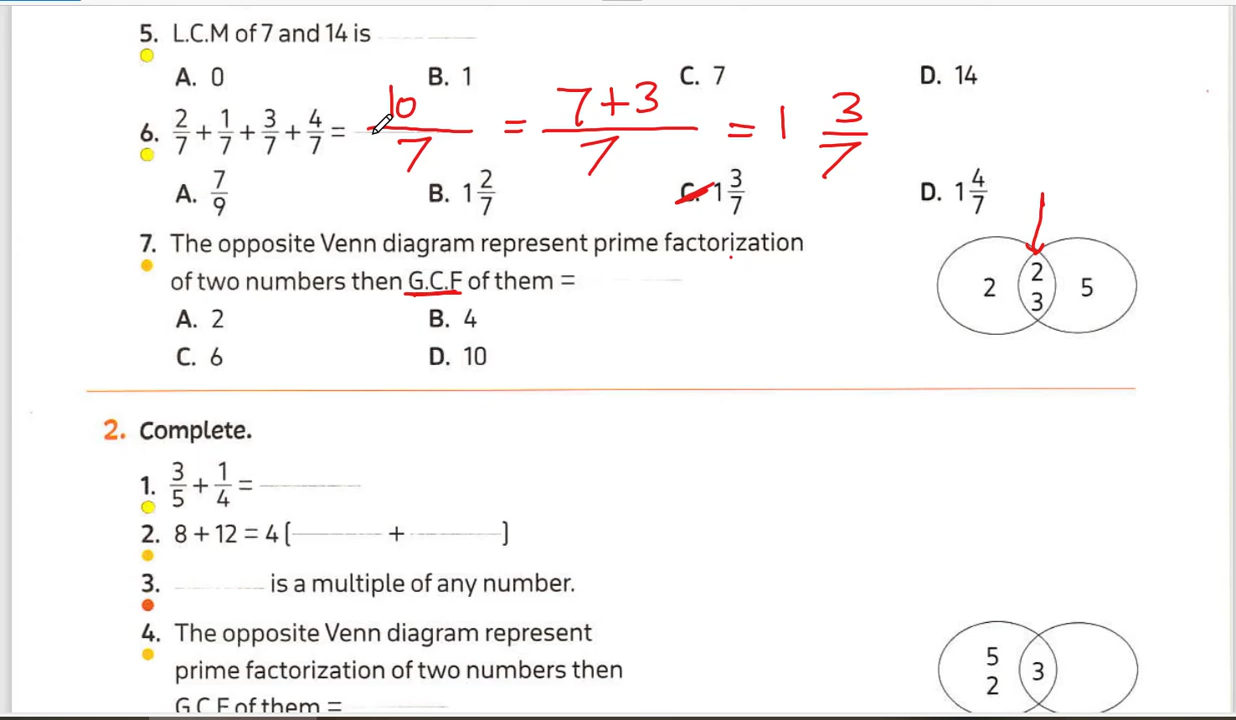 5. L.C.M of 7 and 14 is
A. 0 B. 1 C. 7 D. 14
6. 2/7 + 1/7 + 3/7 + 4/7 = 10/7 = 7+3/7 = 1 3/7
A. 7/9 B. 1 2/7 C. 1 3/7 D. 1 4/7
7. The opposite Venn diagram represent prime factorization
of two numbers then G.C.F of them =
2 2 3 5
A. 2 B. 4
C. 6 D. 10
2. Complete.
1. 3/5 + 1/4 =
2. 8 + 12 = 4 ( + )
3. is a multiple of any number.
4. The opposite Venn diagram represent
prime factorization of two numbers then
G.C.F of them =
5 2 3